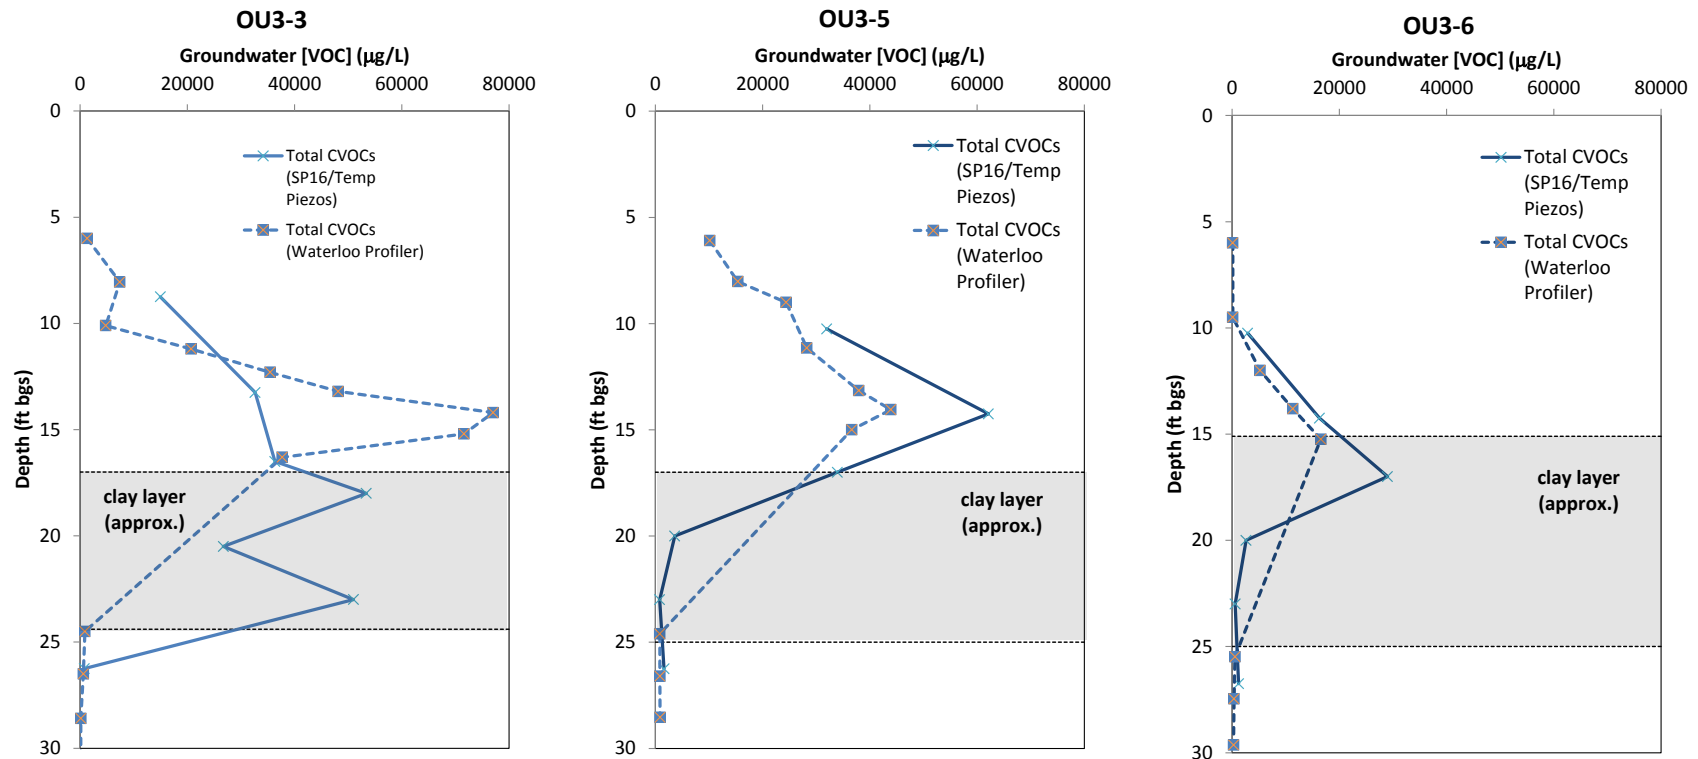 OU3-3
Groundwater [VOC] (µg/L)
0 20000 40000 60000 80000
0
5
10
15
20
25
30
Depth (ft bgs)
Total CVOCs
(SP16/Temp
Piezos)
Total CVOCs
(Waterloo Profiler)
clay layer
(approx.)
OU3-5
Groundwater [VOC] (µg/L)
0 20000 40000 60000 80000
0
5
10
15
20
25
30
Depth (ft bgs)
Total CVOCs
(SP16/Temp
Piezos)
Total CVOCs
(Waterloo
Profiler)
clay layer
(approx.)
OU3-6
Groundwater [VOC] (µg/L)
0 20000 40000 60000 80000
0
5
10
15
20
25
30
Depth (ft bgs)
Total CVOCs
(SP16/Temp
Piezos)
Total CVOCs
(Waterloo
Profiler)
clay layer
(approx.)